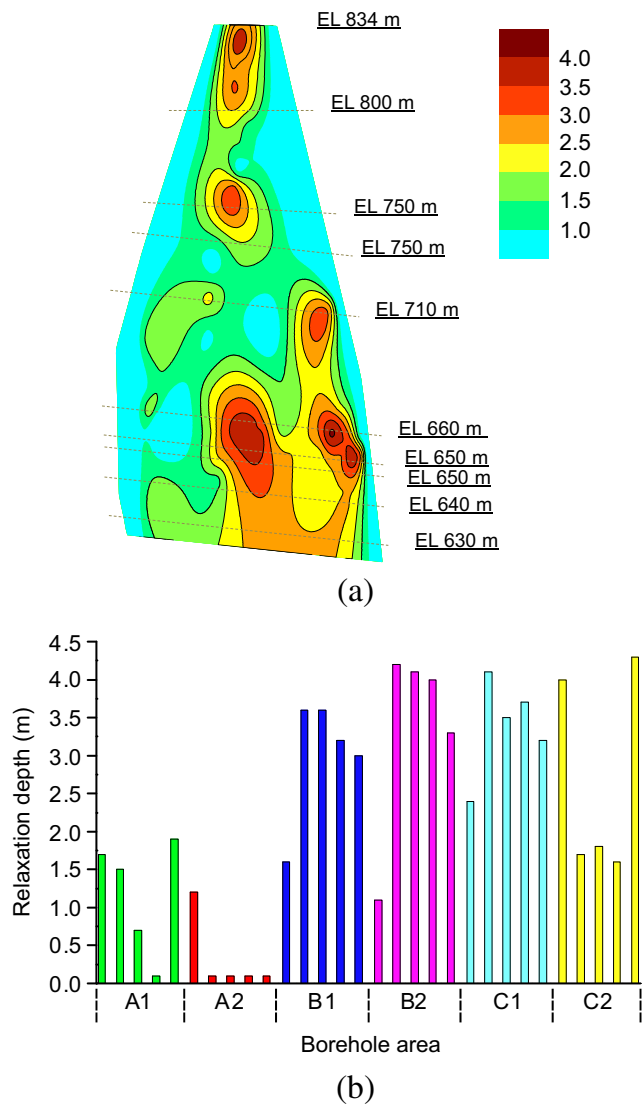 EL 834 m
EL 800 m
EL 750 m
EL 750 m
EL 710 m
EL 660 m
EL 650 m
EL 650 m
EL 640 m
EL 630 m
4.0
3.5
3.0
2.5
2.0
1.5
1.0
(a)
Relaxation depth (m)
4.5
4.0
3.5
3.0
2.5
2.0
1.5
1.0
0.5
0.0
A1 A2 B1 B2 C1 C2
Borehole area
(b)